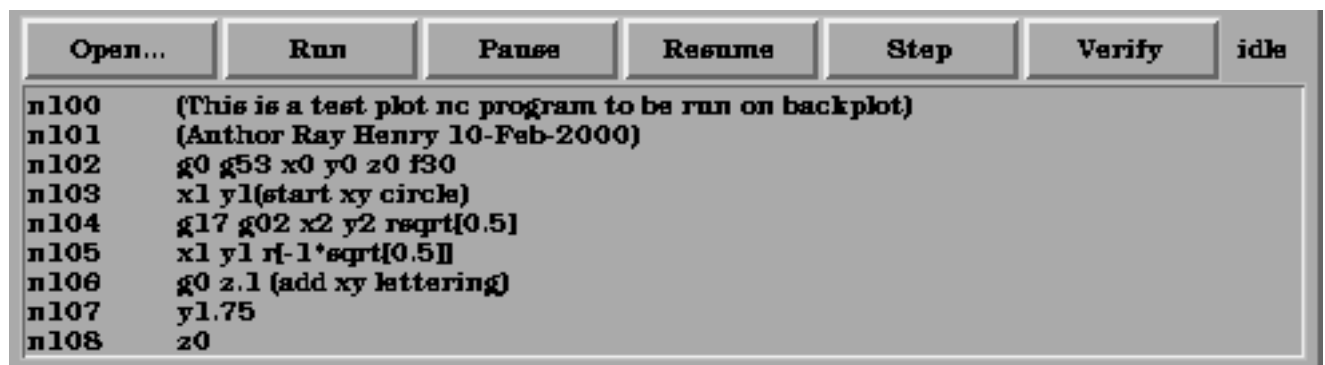 Open... Run Pause Resume Step Verify idle
n100 (This is a test plot nc program to be run on backplot)
n101 (Author Ray Henry 10-Feb-2000)
n102 g0 g53 x0 y0 z0 f30
n103 x1 y1(start xy circle)
n104 g17 g02 x2 y2 rsqrt[0.5]
n105 x1 y1 r[-1*sqrt[0.5]]
n106 g0 z.1 (add xy lettering)
n107 y1.75
n108 z0